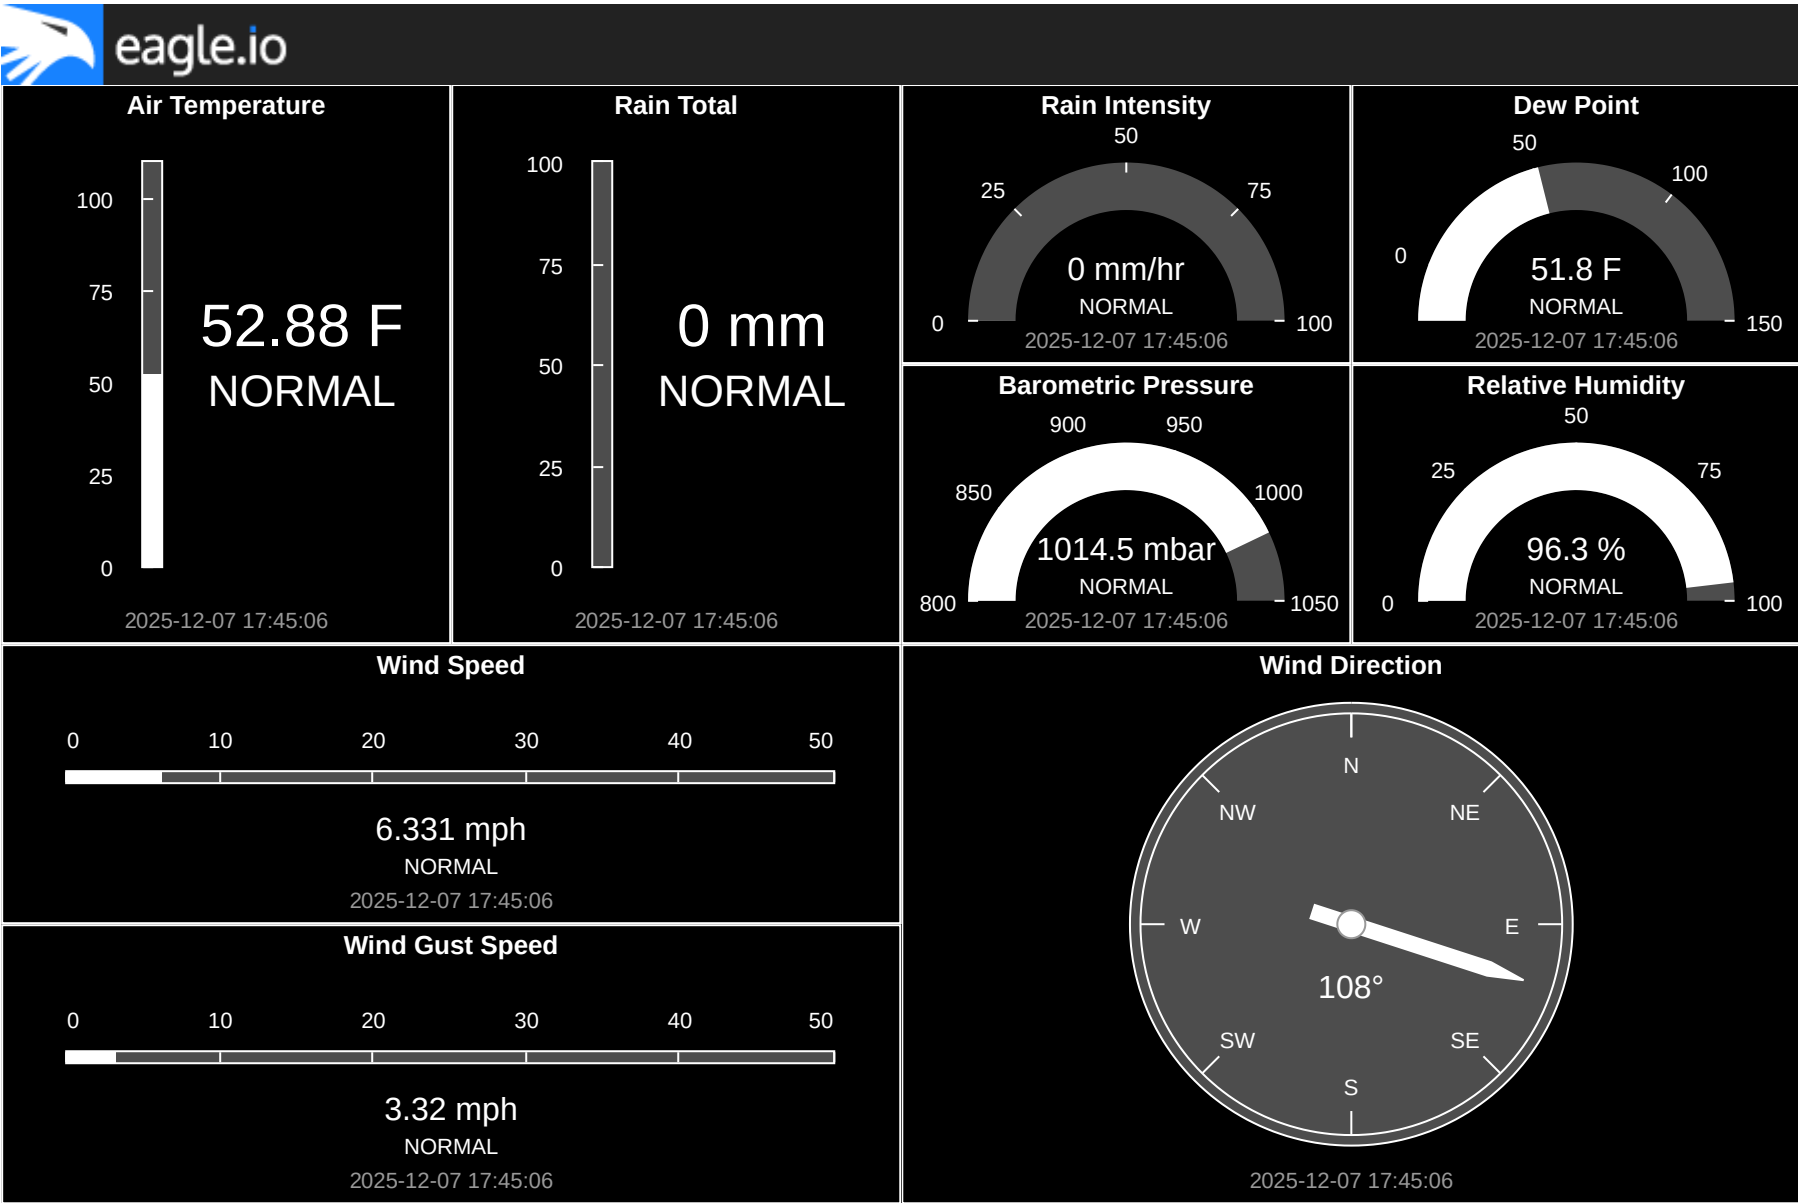 eagle.io
Air Temperature
100
75
50
25
0
52.88 F
NORMAL
2025-12-07 17:45:06
Rain Total
100
75
50
25
0
0 mm
NORMAL
2025-12-07 17:45:06
Rain Intensity
0
25
50
75
100
0 mm/hr
NORMAL
2025-12-07 17:45:06
Dew Point
0
50
100
150
51.8 F
NORMAL
2025-12-07 17:45:06
Barometric Pressure
800
850
900
950
1000
1050
1014.5 mbar
NORMAL
2025-12-07 17:45:06
Relative Humidity
0
25
50
75
100
96.3 %
NORMAL
2025-12-07 17:45:06
Wind Speed
0 10 20 30 40 50
6.331 mph
NORMAL
2025-12-07 17:45:06
Wind Gust Speed
0 10 20 30 40 50
3.32 mph
NORMAL
2025-12-07 17:45:06
Wind Direction
N
NW NE
W E
108°
SW SE
S
2025-12-07 17:45:06